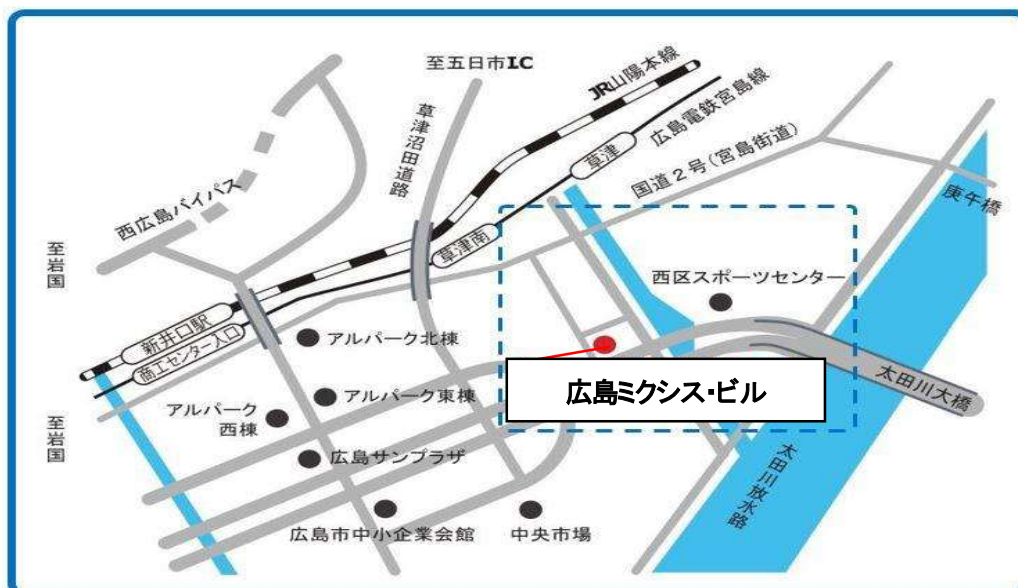 至五日市IC
JR山陽本線
広島電鉄宮島線
草津沼田道路
草津
国道2号(宮島街道)
西広島バイパス
庚午橋
至岩国
草津南
西区スポーツセンター
新井口駅
商工センター入口
アルパーク北棟
広島ミクシス・ビル
太田川大橋
アルパーク東棟
アルパーク
西棟
至岩国
広島サンプラザ
太田川放水路
広島市中小企業会館
中央市場